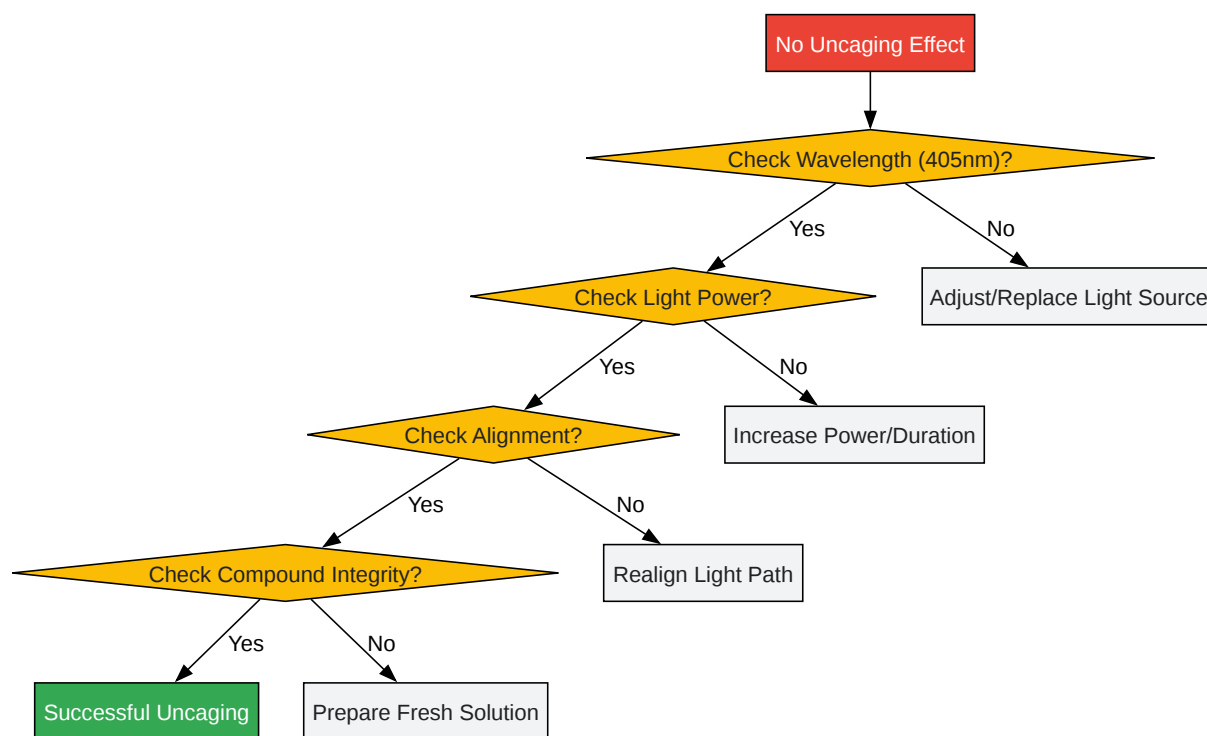 No Uncaging Effect
Check Wavelength (405nm)?
Yes
No
Check Light Power?
Adjust/Replace Light Source
Yes
No
Check Alignment?
Increase Power/Duration
Yes
No
Check Compound Integrity?
Realign Light Path
Yes
No
Successful Uncaging
Prepare Fresh Solution